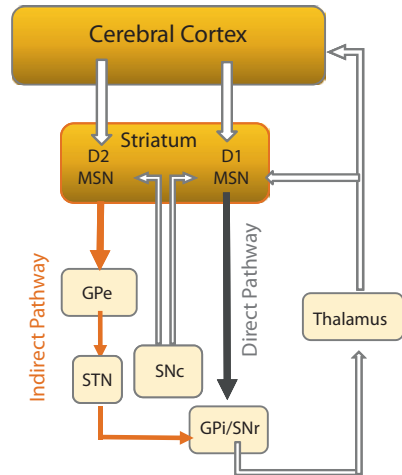 Cerebral Cortex
Striatum
D2
MSN
D1
MSN
Indirect Pathway
Direct Pathway
GPe
Thalamus
STN
SNc
GPi/SNr